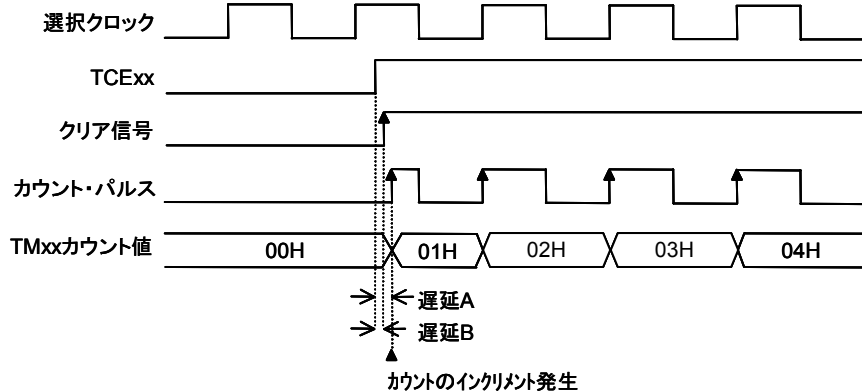 選択クロック
TCExx
クリア信号
カウント・パルス
TMxxカウント値
00H 01H 02H 03H 04H
遅延A
遅延B
カウントのインクリメント発生